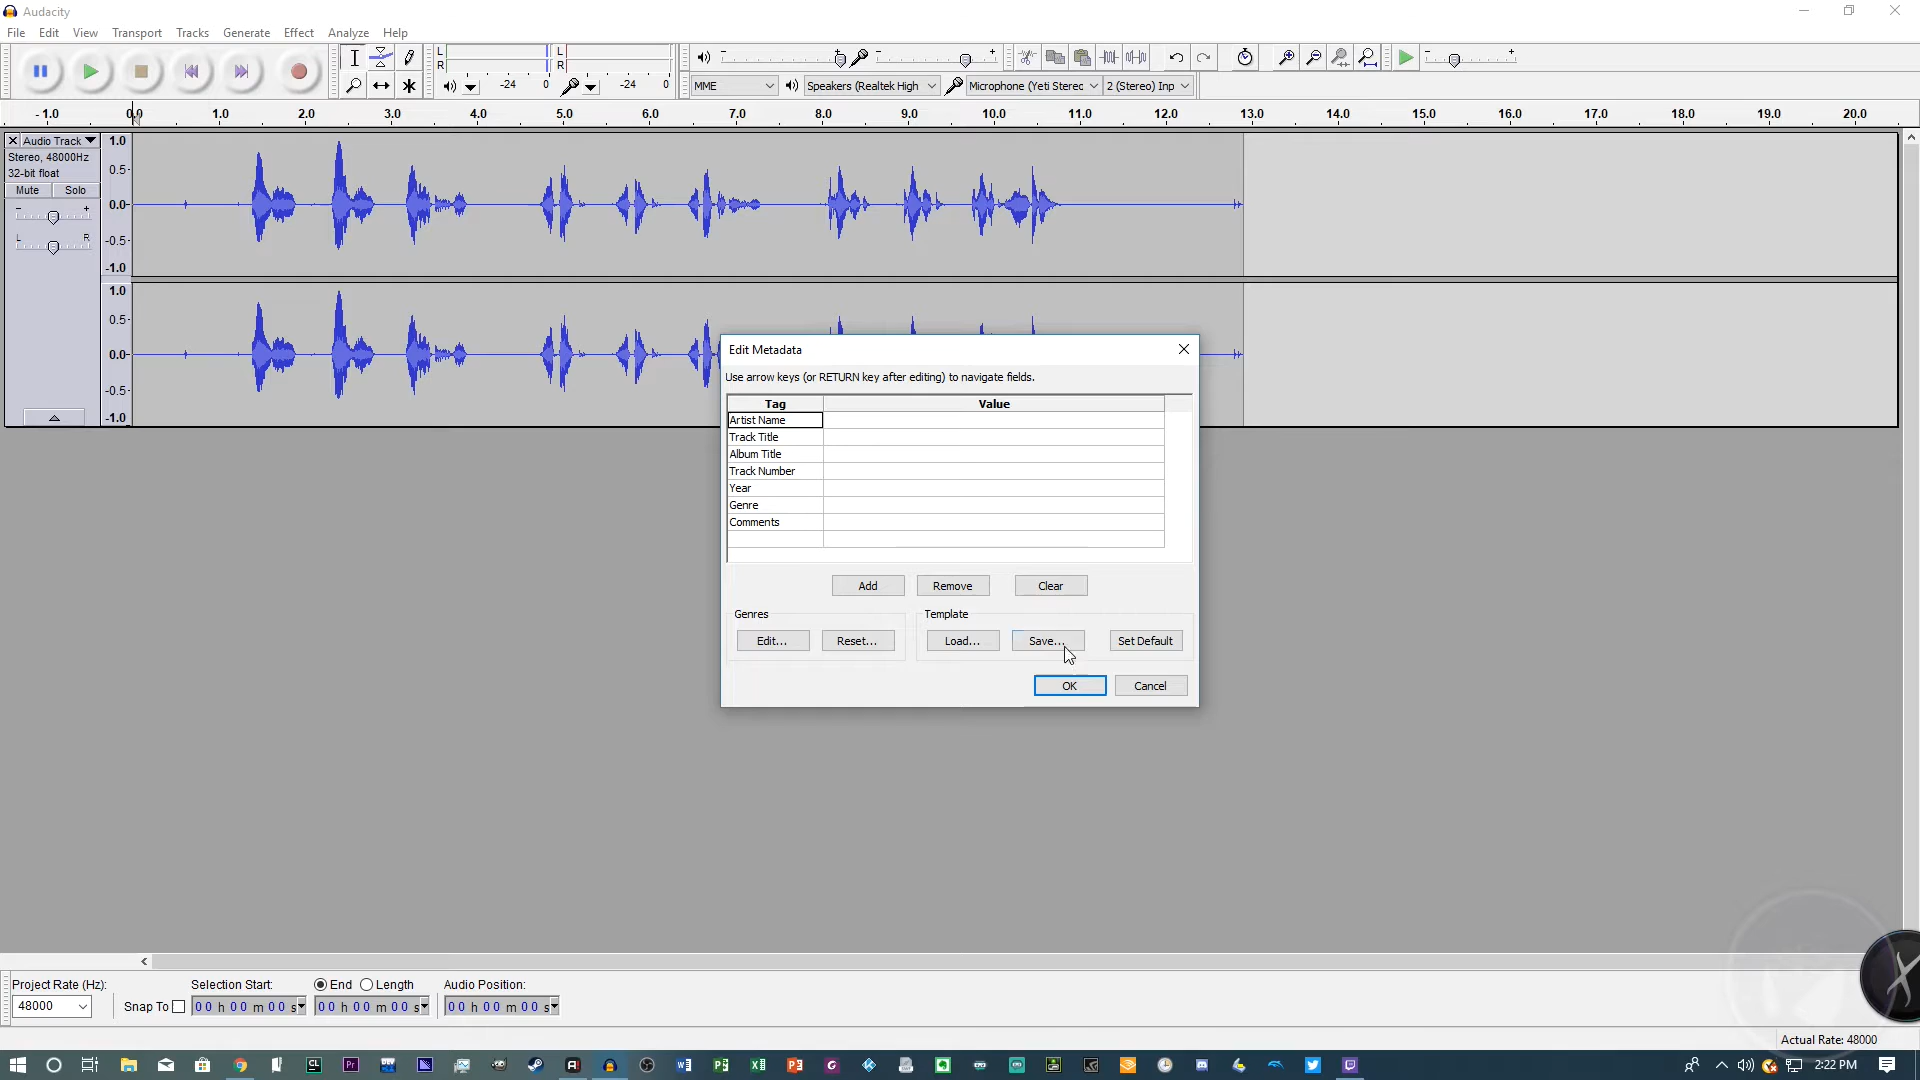 Audacity
File Edit View Transport Tracks Generate Effect Analyze Help
L
R
-24 0
L
R
-24 0
MME
Speakers (Realtek High
Microphone (Yeti Sterec
2 (Stereo) Inp
- 1.0 0.0 1.0 2.0 3.0 4.0 5.0 6.0 7.0 8.0 9.0 10.0 11.0 12.0 13.0 14.0 15.0 16.0 17.0 18.0 19.0 20.0
Audio Track
Stereo, 48000Hz
32-bit float
Mute Solo
- +
L R
1.0
0.5-
0.0-
-0.5-
-1.0
1.0
0.5-
0.0-
-0.5-
-1.0
Edit Metadata
Use arrow keys (or RETURN key after editing) to navigate fields.
Tag Value
Artist Name
Track Title
Album Title
Track Number
Year
Genre
Comments
Add Remove Clear
Genres Template
Edit... Reset... Load... Save... Set Default
OK Cancel
Project Rate (Hz): Selection Start: End Length Audio Position:
48000 Snap To 00 h 00 m 00 s 00 h 00 m 00 s 00 h 00 m 00 s
Actual Rate: 48000
2:22 PM